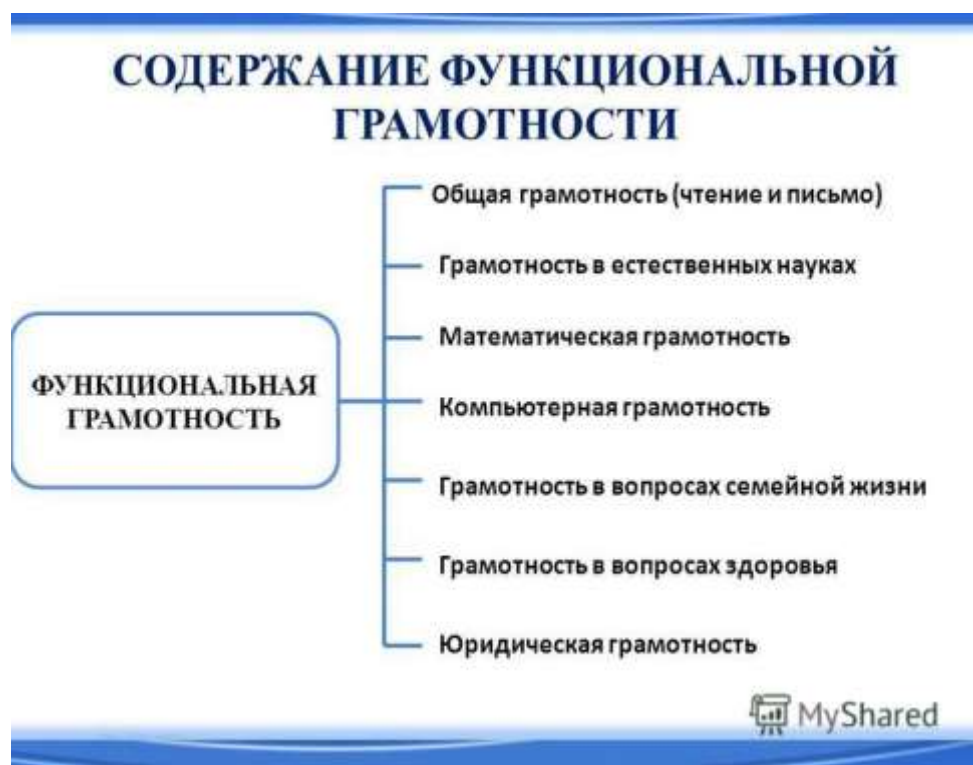 СОДЕРЖАНИЕ ФУНКЦИОНАЛЬНОЙ
ГРАМОТНОСТИ
Общая грамотность (чтение и письмо)
Грамотность в естественных науках
Математическая грамотность
ФУНКЦИОНАЛЬНАЯ
ГРАМОТНОСТЬ
Компьютерная грамотность
Грамотность в вопросах семейной жизни
Грамотность в вопросах здоровья
Юридическая грамотность
MyShared